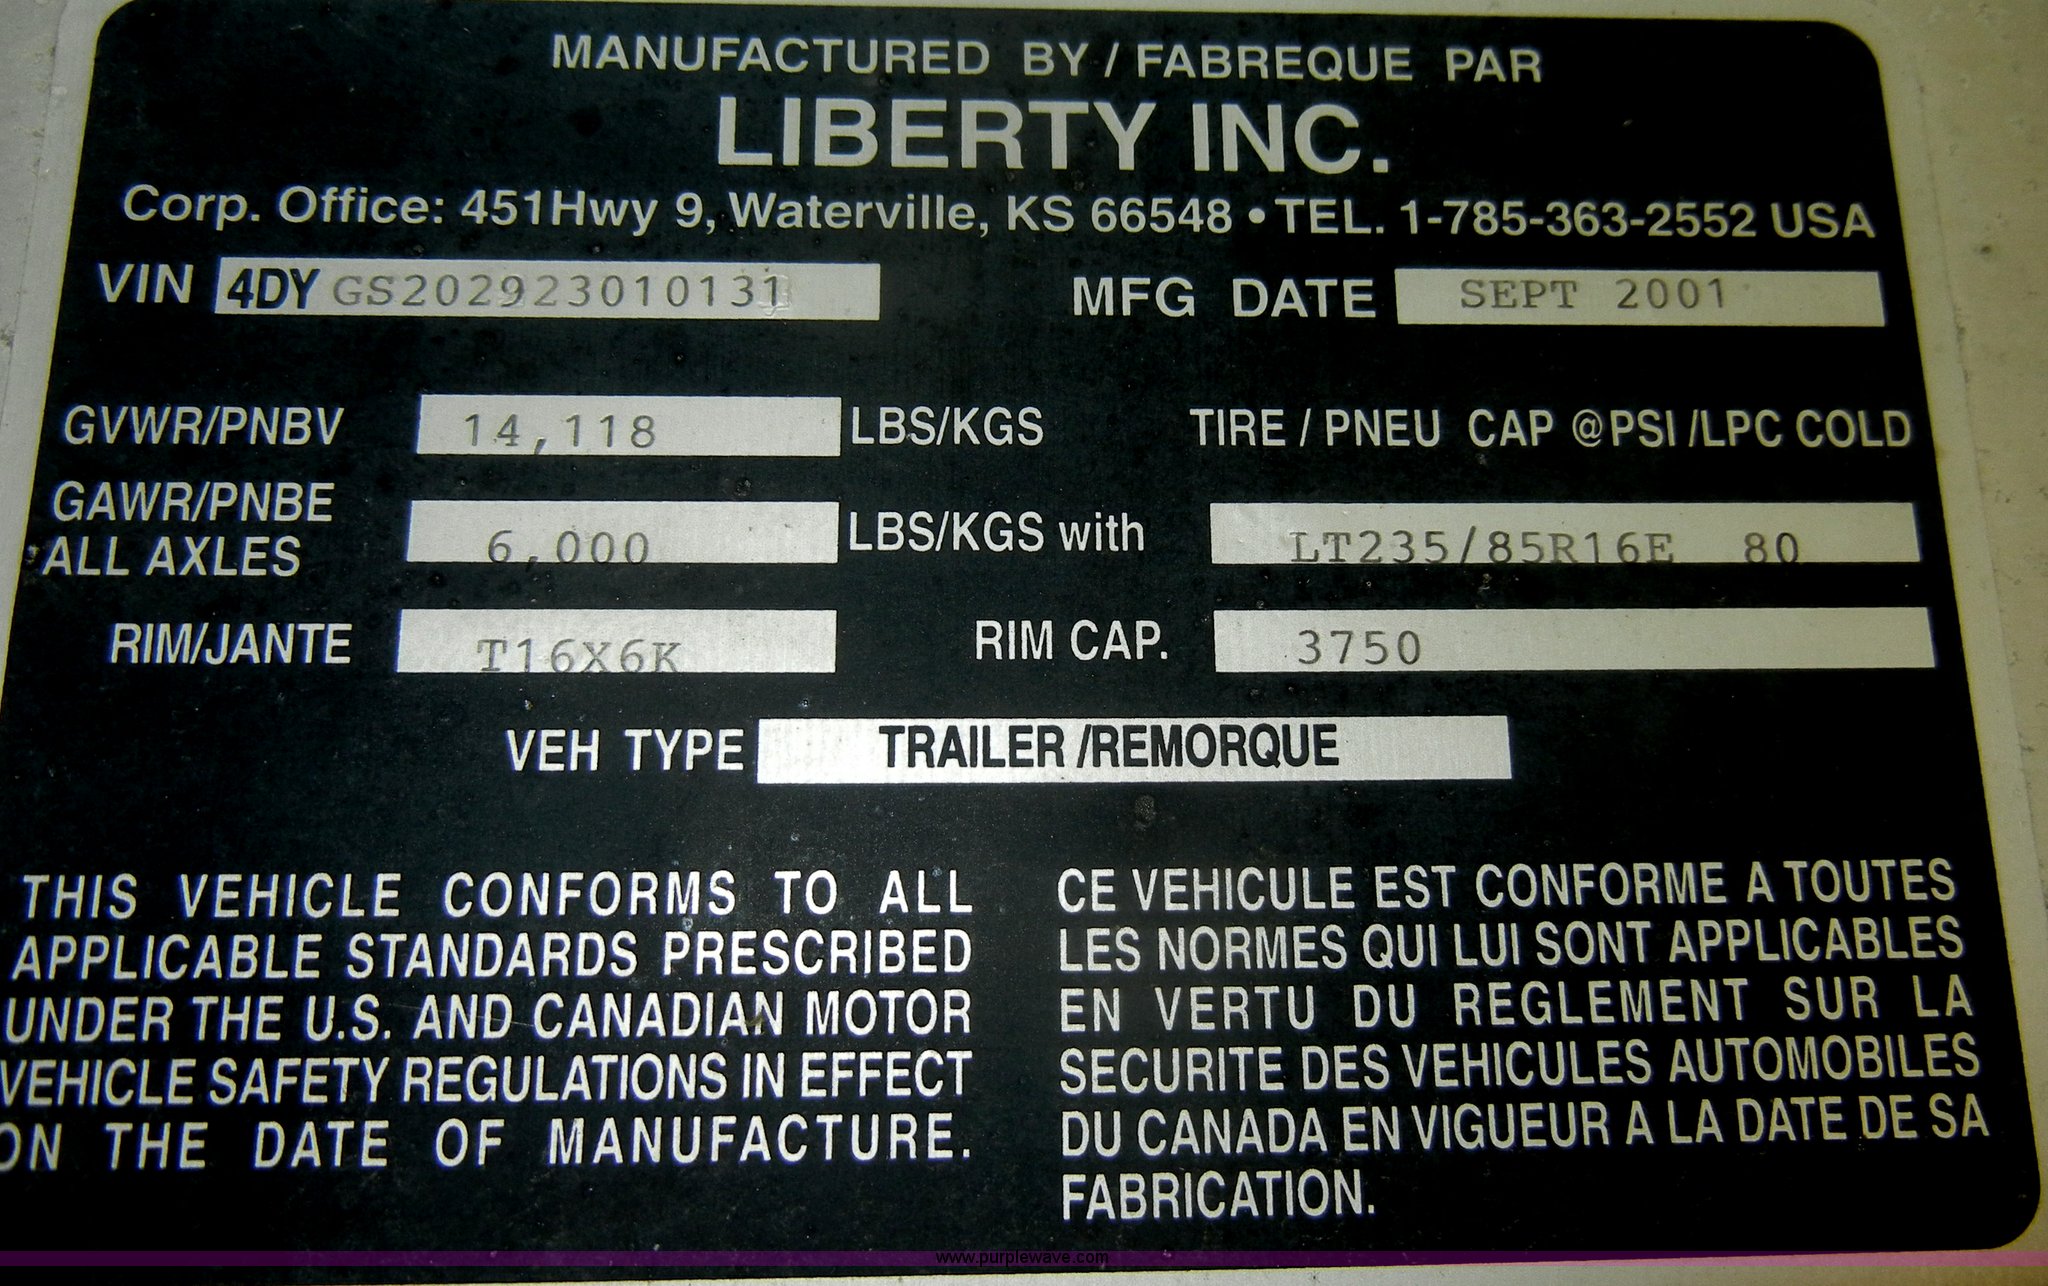 MANUFACTURED BY / FABREQUE PAR
LIBERTY INC.
Corp. Office: 451Hwy 9, Waterville, KS 66548 • TEL. 1-785-363-2552 USA
VIN 4DYGS202923010131 MFG DATE SEPT 2001
GVWR/PNBV 14,118 LBS/KGS TIRE / PNEU CAP @PSI /LPC COLD
GAWR/PNBE
ALL AXLES 6,000 LBS/KGS with LT235/85R16E 80
RIM/JANTE T16X6K RIM CAP. 3750
VEH TYPE TRAILER /REMORQUE
THIS VEHICLE CONFORMS TO ALL
APPLICABLE STANDARDS PRESCRIBED
UNDER THE U.S. AND CANADIAN MOTOR
VEHICLE SAFETY REGULATIONS IN EFFECT
ON THE DATE OF MANUFACTURE.
CE VEHICULE EST CONFORME A TOUTES
LES NORMES QUI LUI SONT APPLICABLES
EN VERTU DU REGLEMENT SUR LA
SECURITE DES VEHICULES AUTOMOBILES
DU CANADA EN VIGUEUR A LA DATE DE SA
FABRICATION.
www.purplewave.com